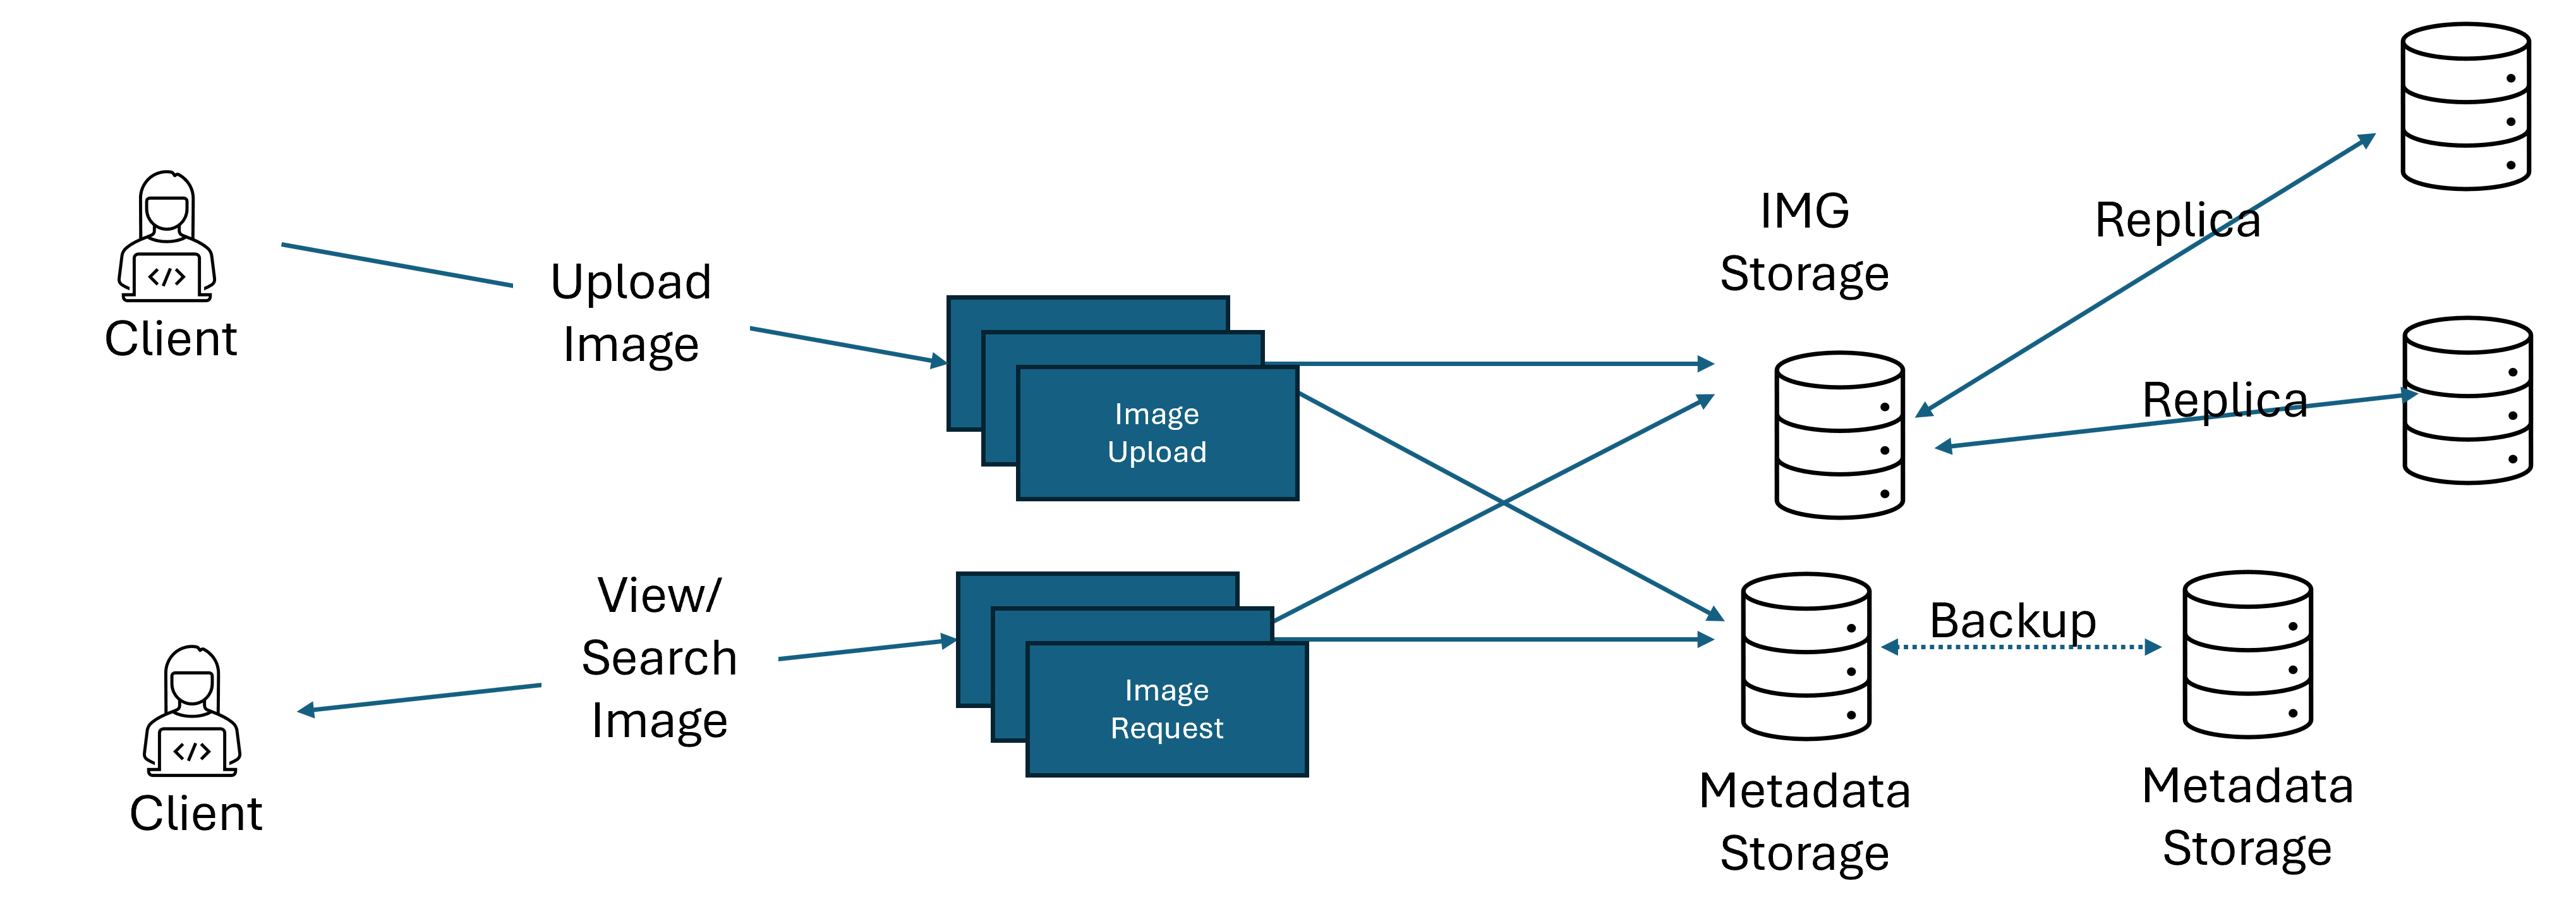 Client
Upload
Image
Image
Upload
IMG
Storage
Replica
Replica
Client
View/
Search
Image
Image
Request
Metadata
Storage
Backup
Metadata
Storage